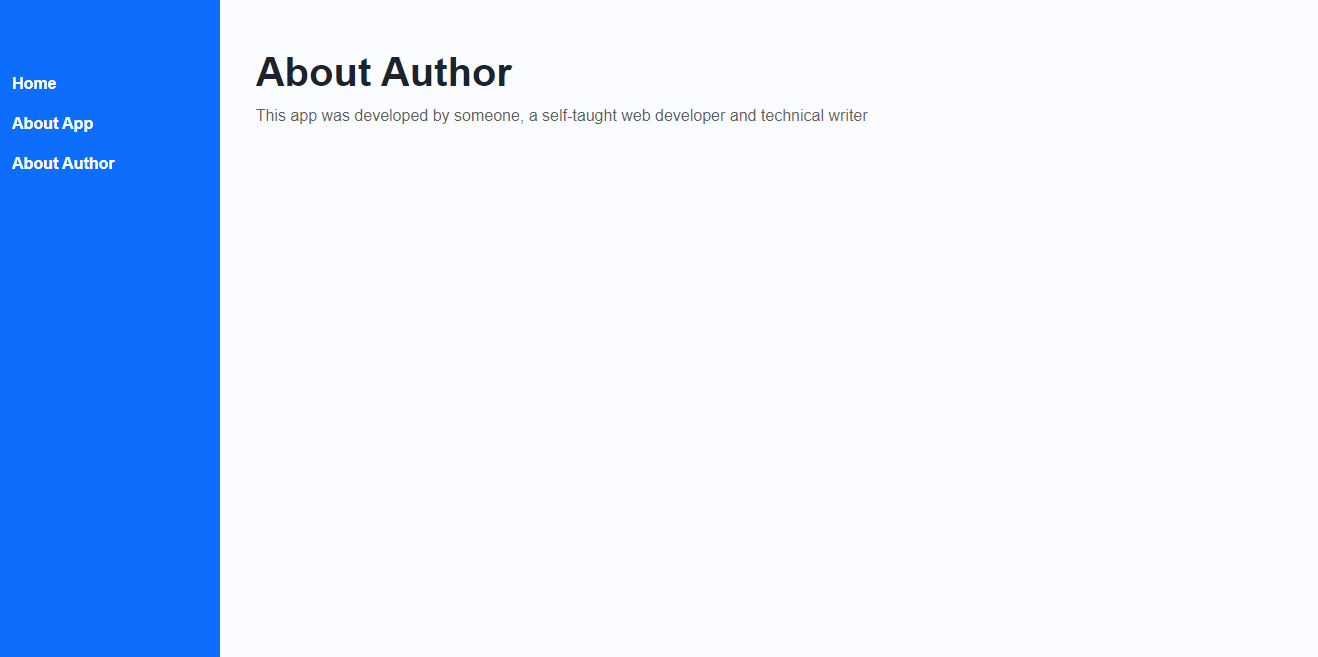 Home
About App
About Author
About Author
This app was developed by someone, a self-taught web developer and technical writer